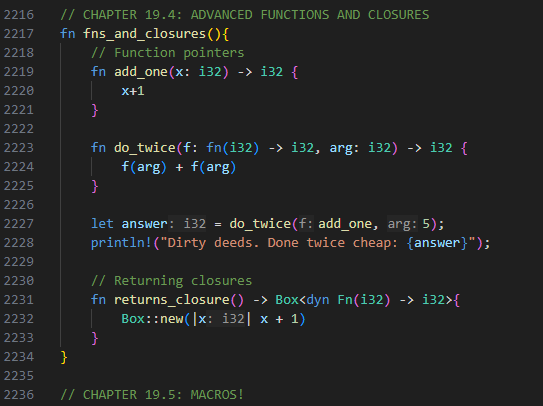 2216 // CHAPTER 19.4: ADVANCED FUNCTIONS AND CLOSURES
2217 fn fns_and_closures(){
2218     // Function pointers
2219     fn add_one(x: i32) -> i32 {
2220         x+1
2221     }
2222
2223     fn do_twice(f: fn(i32) -> i32, arg: i32) -> i32 {
2224         f(arg) + f(arg)
2225     }
2226
2227     let answer: i32 = do_twice(f: add_one, arg: 5);
2228     println!("Dirty deeds. Done twice cheap: {answer}");
2229
2230     // Returning closures
2231     fn returns_closure() -> Box<dyn Fn(i32) -> i32>{
2232         Box::new(|x: i32| x + 1)
2233     }
2234 }
2235
2236 // CHAPTER 19.5: MACROS!